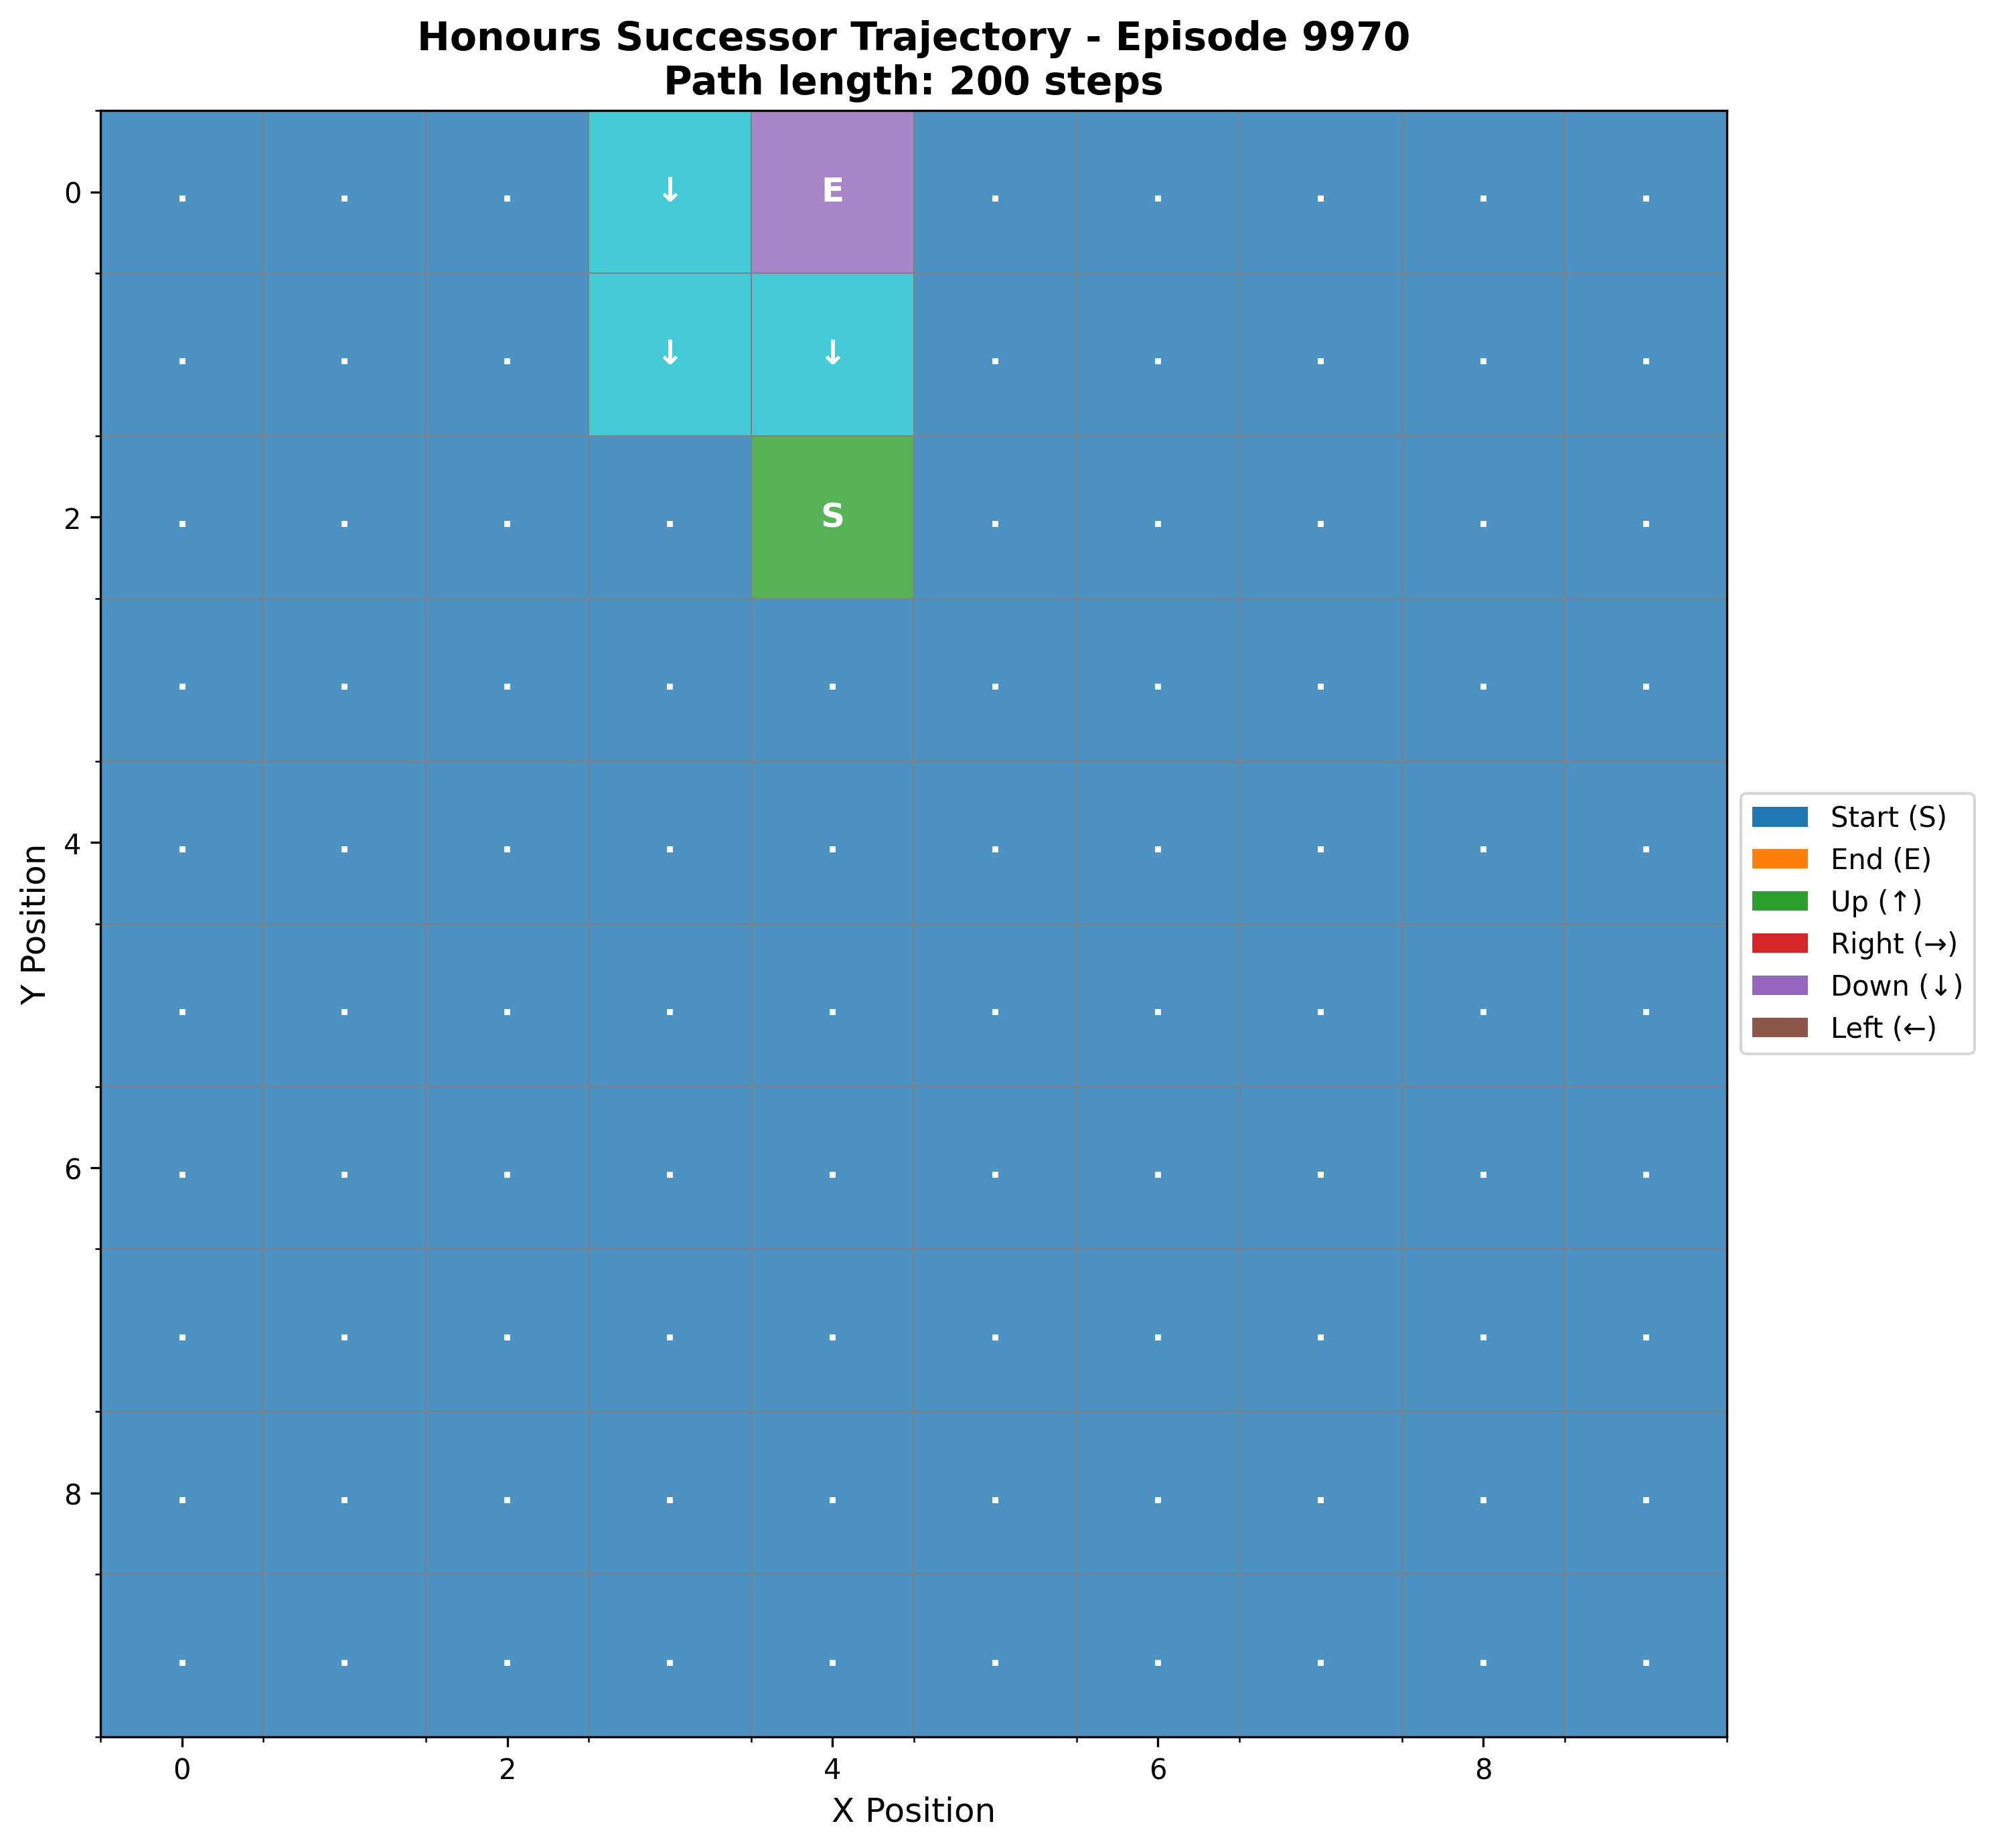 Honours Successor Trajectory - Episode 9970
Path length: 200 steps
0
↓ E
↓ ↓
2
S
4
6
8
Y Position
0 2 4 6 8
X Position
Start (S)
End (E)
Up (↑)
Right (→)
Down (↓)
Left (←)